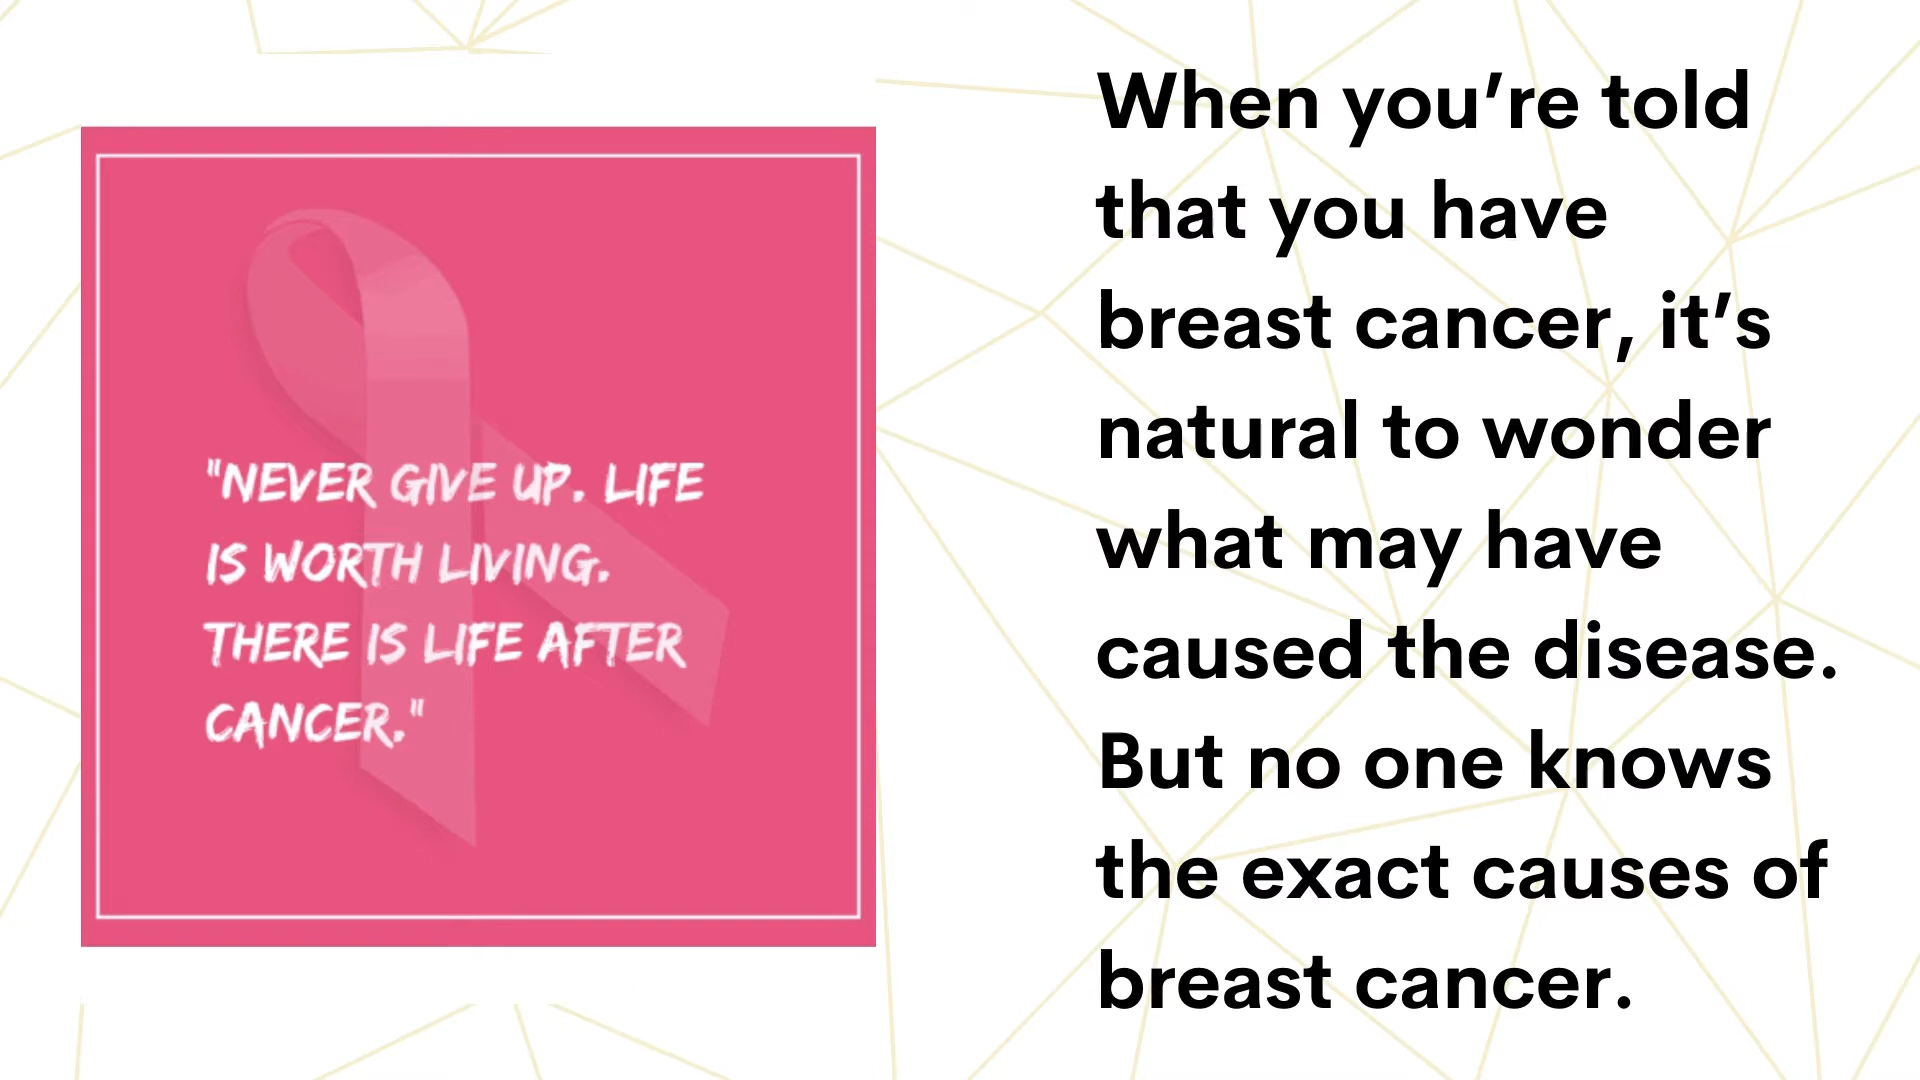 "NEVER GIVE UP. LIFE
IS WORTH LIVING.
THERE IS LIFE AFTER
CANCER."
When you’re told
that you have
breast cancer, it’s
natural to wonder
what may have
caused the disease.
But no one knows
the exact causes of
breast cancer.